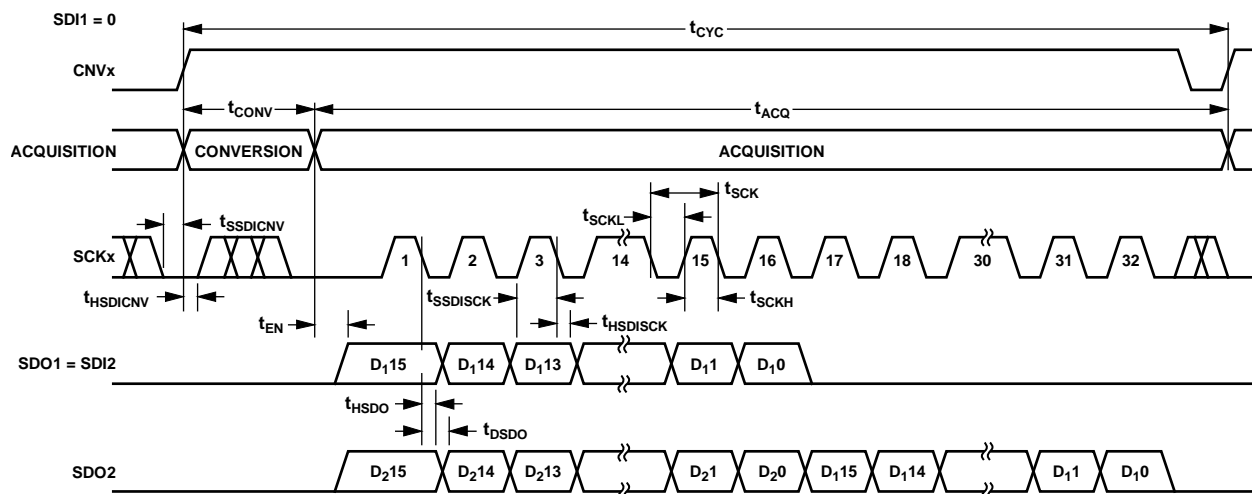 SDI1 = 0
tCYC
CNVx
tCONV
tACQ
ACQUISITION
CONVERSION
ACQUISITION
tSCK
tSSDICNV
tSCKL
SCKx
1 2 3 14 15 16 17 18 30 31 32
tHSDICNV
tSSDISCK
tSCKH
tEN
tHSDISCK
SDO1 = SDI2
D115 D114 D113 D11 D10
tHSDO
tDSDO
SDO2
D215 D214 D213 D21 D20 D115 D114 D11 D10